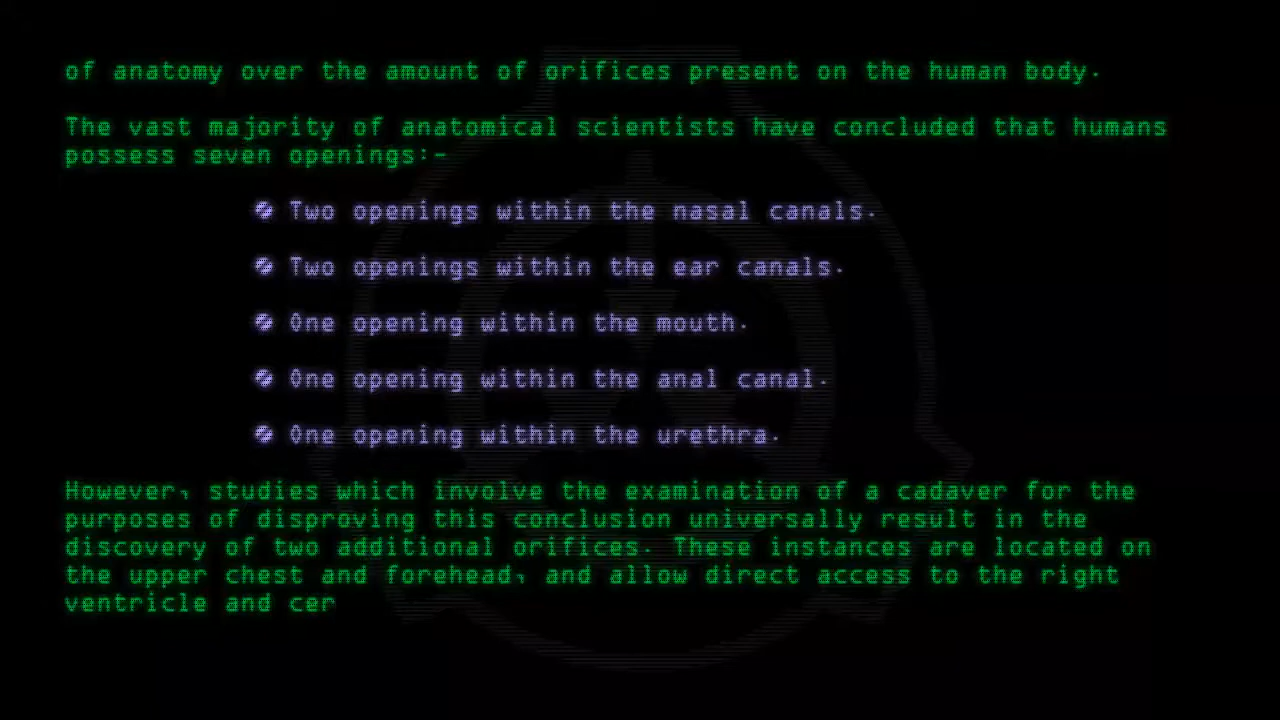 of anatomy over the amount of orifices present on the human body.
The vast majority of anatomical scientists have concluded that humans
possess seven openings:-
Two openings within the nasal canals.
Two openings within the ear canals.
One opening within the mouth.
One opening within the anal canal.
One opening within the urethra.
However, studies which involve the examination of a cadaver for the
purposes of disproving this conclusion universally result in the
discovery of two additional orifices. These instances are located on
the upper chest and forehead, and allow direct access to the right
ventricle and cer